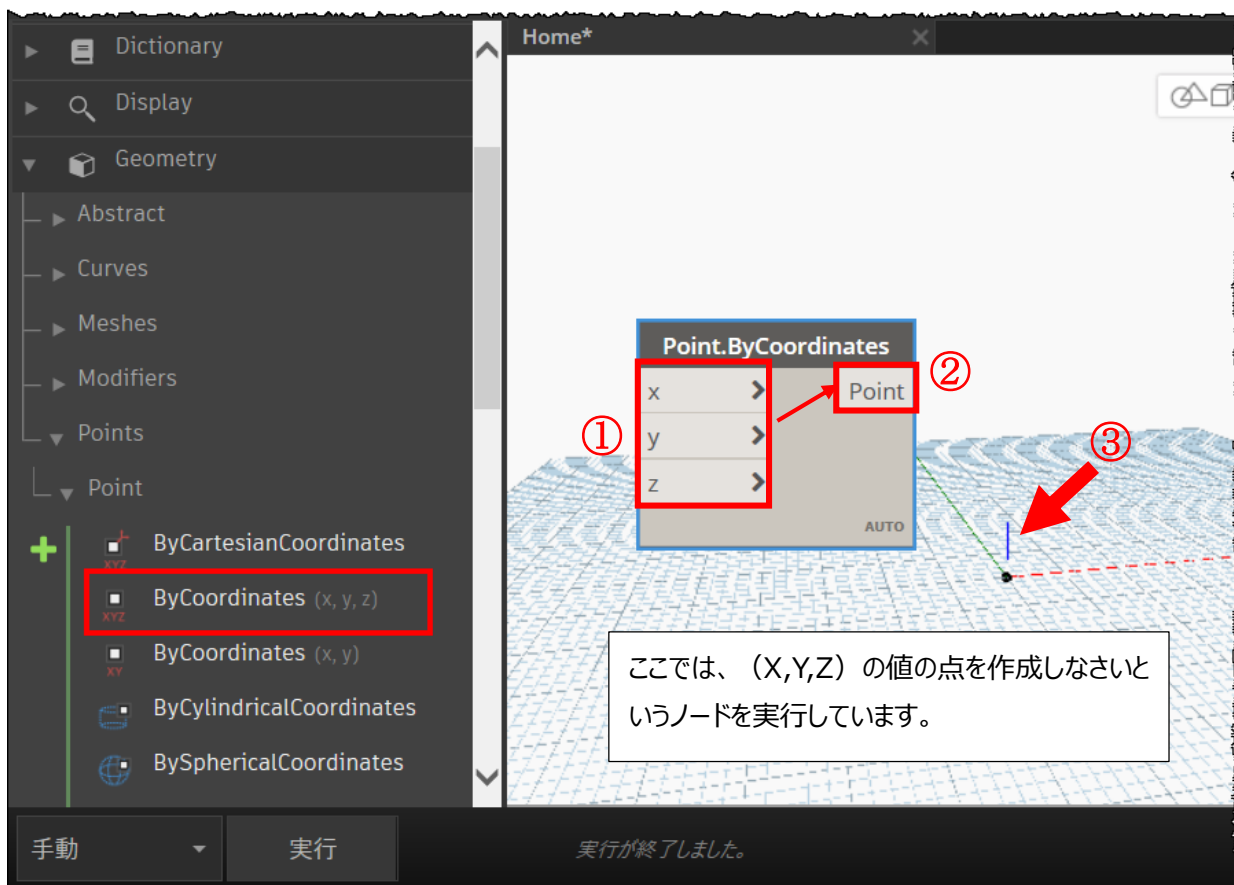 Dictionary
Display
Geometry
Abstract
Curves
Meshes
Modifiers
Points
Point
ByCartesianCoordinates
XYZ
ByCoordinates (x, y, z)
XYZ
ByCoordinates (x, y)
XY
ByCylindricalCoordinates
BySphericalCoordinates
手動
実行
実行が終了しました。
Home*
Point.ByCoordinates
x
y
z
Point
AUTO
①
②
③
ここでは、（X,Y,Z）の値の点を作成しなさいと
いうノードを実行しています。